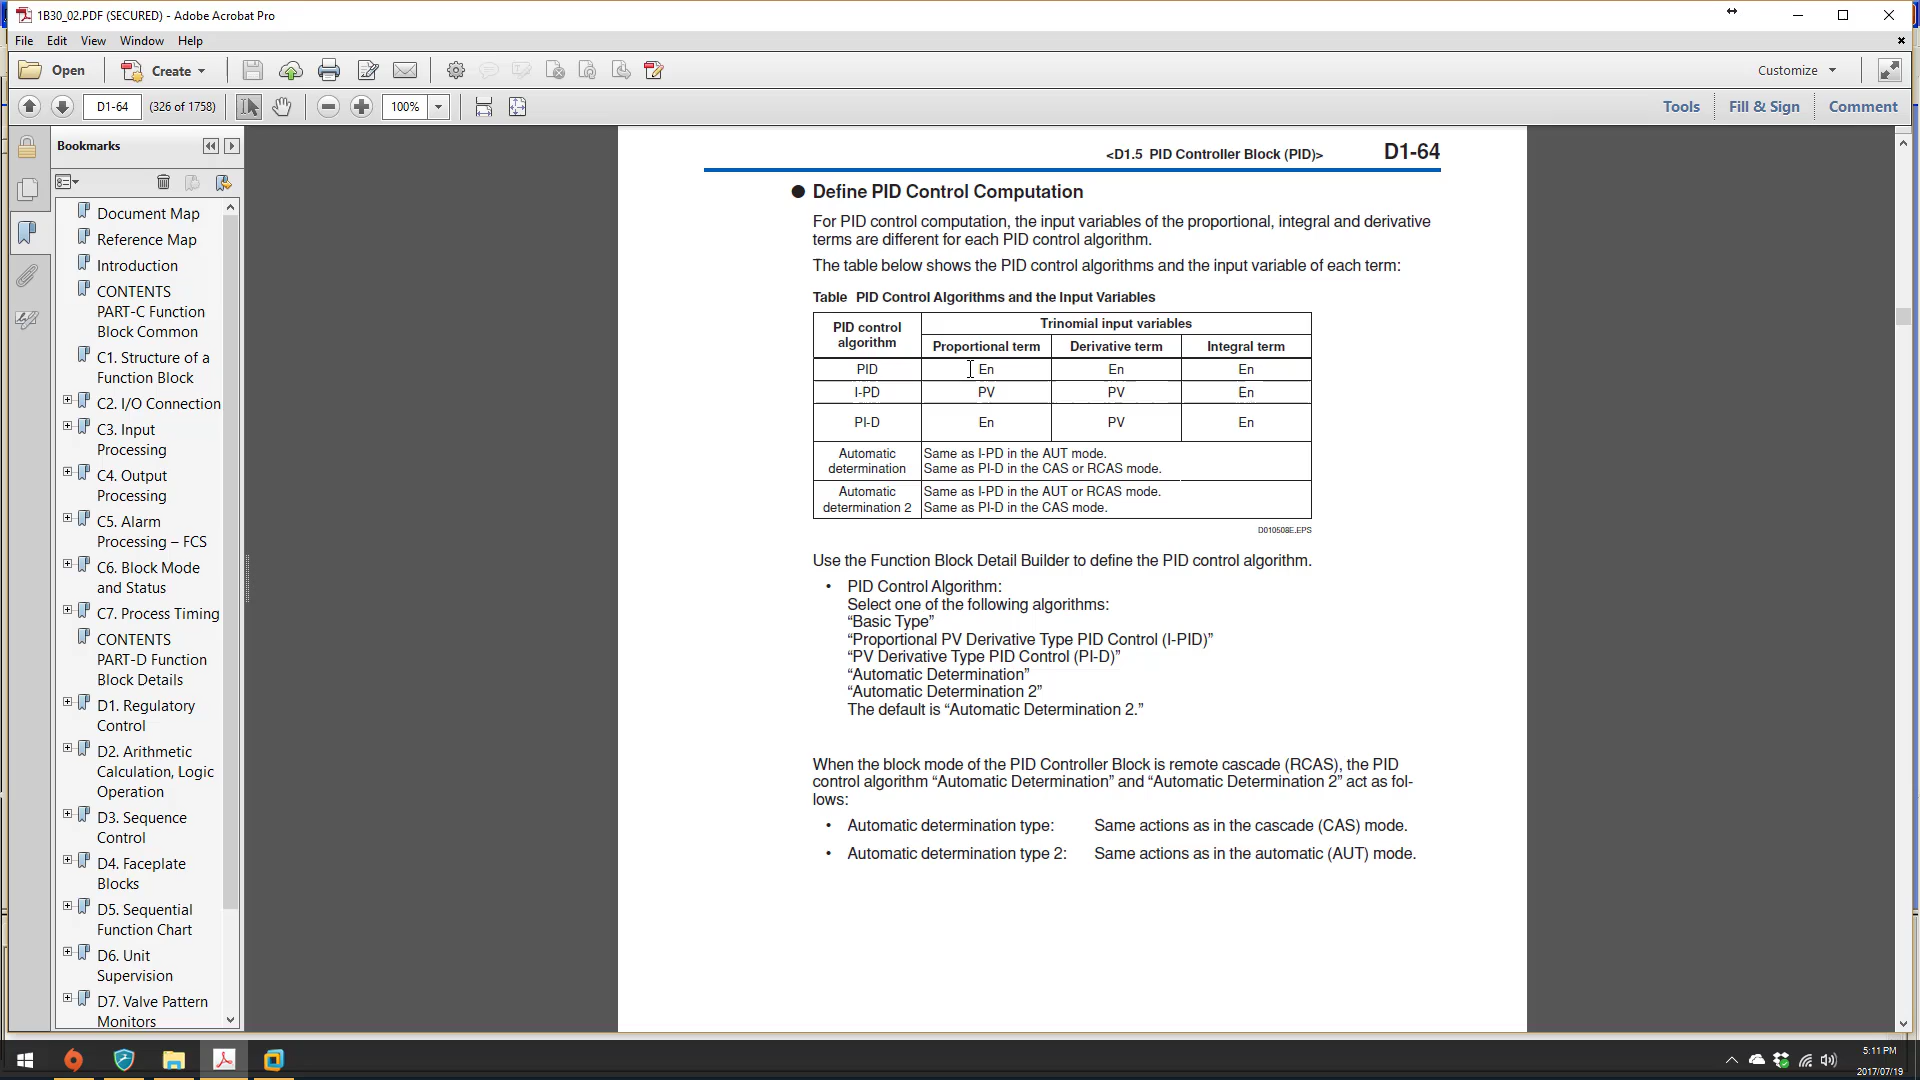 1B30_02.PDF (SECURED) - Adobe Acrobat Pro
File Edit View Window Help
Open Create Customize
D1-64 (326 of 1758) 100% Tools Fill & Sign Comment
Bookmarks
Document Map
Reference Map
Introduction
CONTENTS
PART-C Function
Block Common
C1. Structure of a
Function Block
C2. I/O Connection
C3. Input
Processing
C4. Output
Processing
C5. Alarm
Processing – FCS
C6. Block Mode
and Status
C7. Process Timing
CONTENTS
PART-D Function
Block Details
D1. Regulatory
Control
D2. Arithmetic
Calculation, Logic
Operation
D3. Sequence
Control
D4. Faceplate
Blocks
D5. Sequential
Function Chart
D6. Unit
Supervision
D7. Valve Pattern
Monitors
<D1.5 PID Controller Block (PID)> D1-64
● Define PID Control Computation
For PID control computation, the input variables of the proportional, integral and derivative
terms are different for each PID control algorithm.
The table below shows the PID control algorithms and the input variable of each term:
Table PID Control Algorithms and the Input Variables
PID control
algorithm
Trinomial input variables
Proportional term Derivative term Integral term
PID En En En
I-PD PV PV En
PI-D En PV En
Automatic
determination
Same as I-PD in the AUT mode.
Same as PI-D in the CAS or RCAS mode.
Automatic
determination 2
Same as I-PD in the AUT or RCAS mode.
Same as PI-D in the CAS mode.
D010508E.EPS
Use the Function Block Detail Builder to define the PID control algorithm.
• PID Control Algorithm:
Select one of the following algorithms:
“Basic Type”
“Proportional PV Derivative Type PID Control (I-PID)”
“PV Derivative Type PID Control (PI-D)”
“Automatic Determination”
“Automatic Determination 2”
The default is “Automatic Determination 2.”
When the block mode of the PID Controller Block is remote cascade (RCAS), the PID
control algorithm “Automatic Determination” and “Automatic Determination 2” act as fol-
lows:
• Automatic determination type: Same actions as in the cascade (CAS) mode.
• Automatic determination type 2: Same actions as in the automatic (AUT) mode.
5:11 PM
2017/07/19